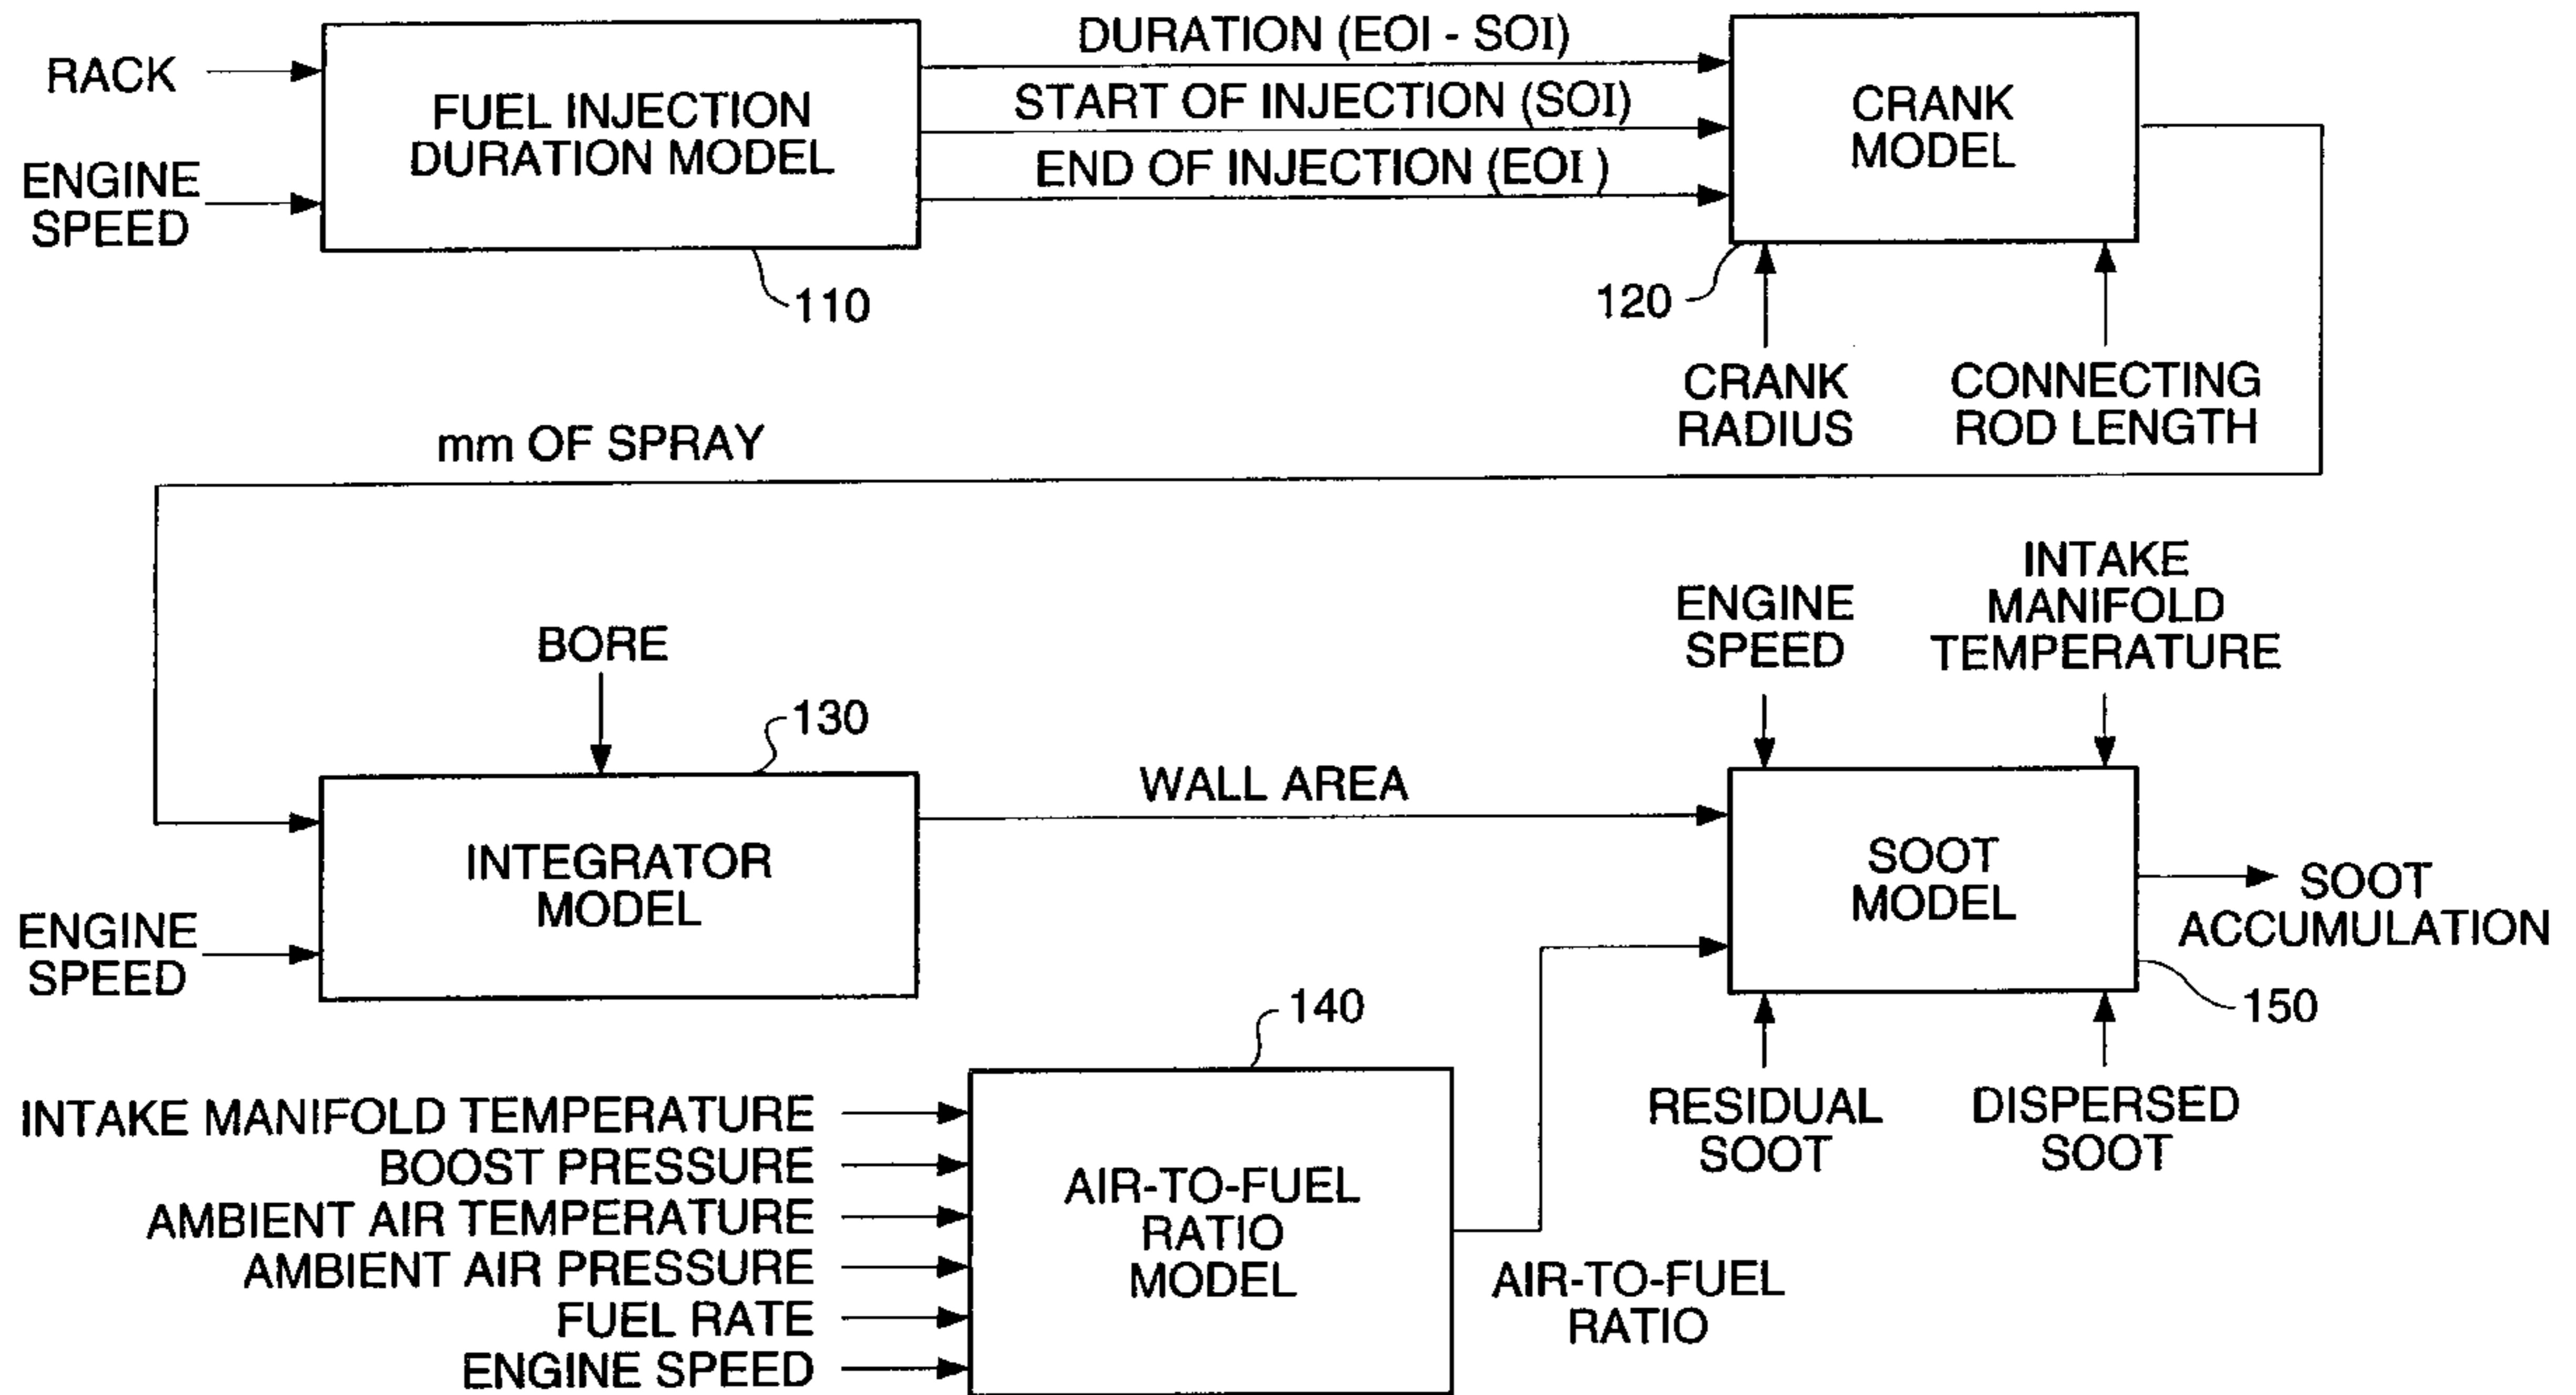 RACK
ENGINE
SPEED
FUEL INJECTION
DURATION MODEL
110
DURATION (EOI - SOI)
START OF INJECTION (SOI)
END OF INJECTION (EOI )
CRANK
MODEL
120
CRANK
RADIUS
CONNECTING
ROD LENGTH
mm OF SPRAY
BORE
130
ENGINE
SPEED
INTEGRATOR
MODEL
WALL AREA
ENGINE
SPEED
INTAKE
MANIFOLD
TEMPERATURE
SOOT
MODEL
SOOT
ACCUMULATION
150
RESIDUAL
SOOT
DISPERSED
SOOT
140
INTAKE MANIFOLD TEMPERATURE
BOOST PRESSURE
AMBIENT AIR TEMPERATURE
AMBIENT AIR PRESSURE
FUEL RATE
ENGINE SPEED
AIR-TO-FUEL
RATIO
MODEL
AIR-TO-FUEL
RATIO